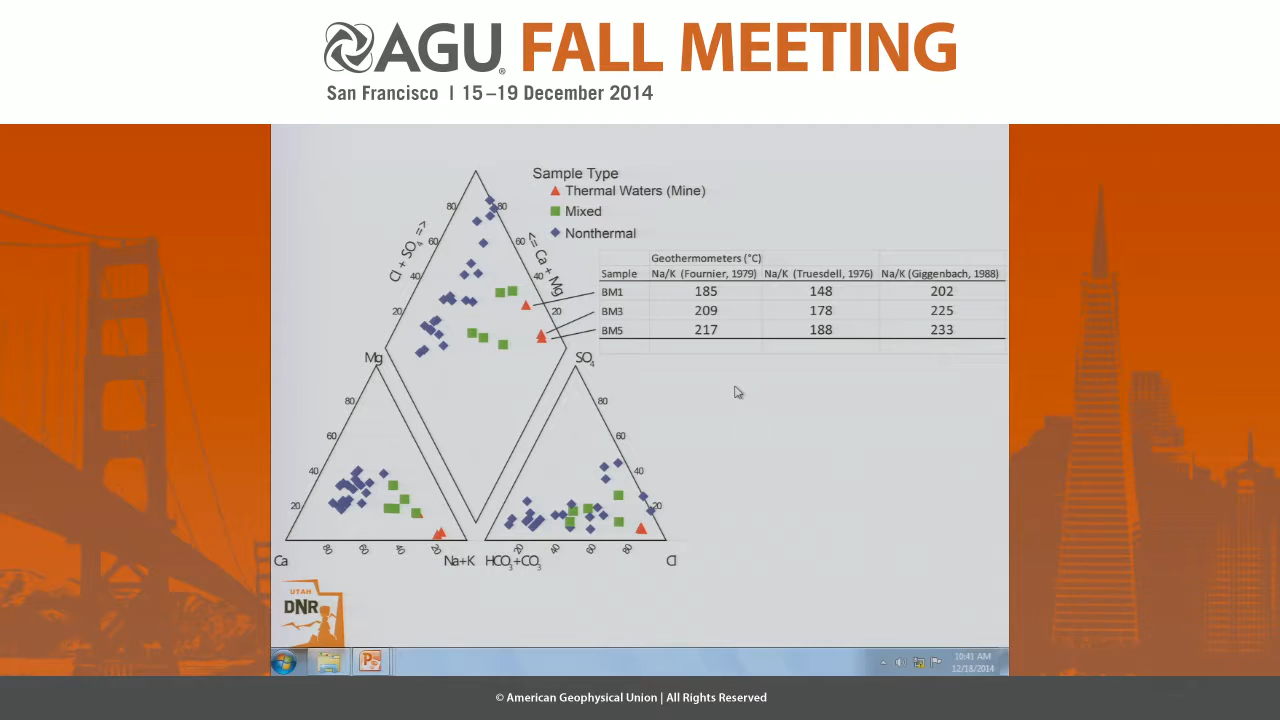 AGU FALL MEETING
San Francisco | 15–19 December 2014
Sample Type
Thermal Waters (Mine)
Mixed
Nonthermal
80
80
Cl + SO4 =>
<= Ca + Mg
60
60
40
40
20
20
Geothermometers (°C)
Sample Na/K (Fournier, 1979) Na/K (Truesdell, 1976) Na/K (Giggenbach, 1988)
BM1 185 148 202
BM3 209 178 225
BM5 217 188 233
Mg
SO4
80
80
60
60
40
40
20
20
80 60 40 20
20 40 60 80
Ca
Na+K
HCO3+CO3
Cl
UTAH
DNR
10:41 AM
12/18/2014
© American Geophysical Union | All Rights Reserved